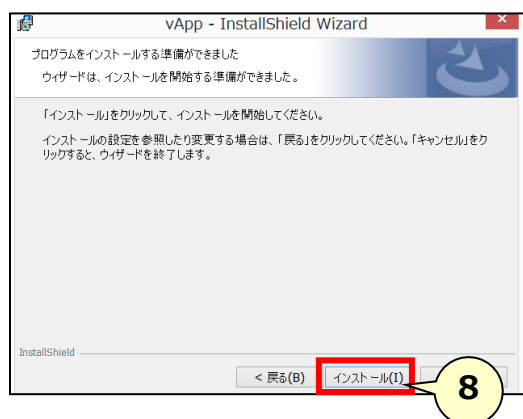 vApp - InstallShield Wizard
プログラムをインストールする準備ができました
ウィザードは、インストールを開始する準備ができました。
「インストール」をクリックして、インストールを開始してください。
インストールの設定を参照したり変更する場合は、「戻る」をクリックしてください。「キャンセル」をク
リックすると、ウィザードを終了します。
InstallShield
< 戻る(B) インストール(I)
8